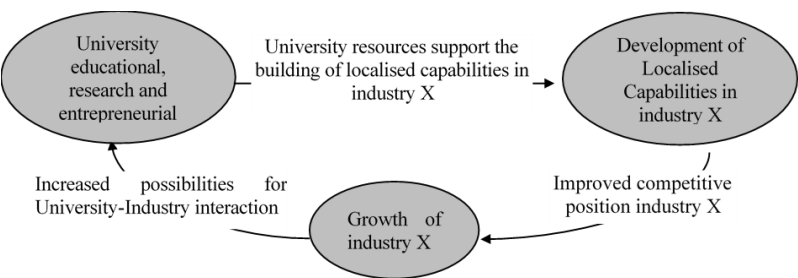 University
educational,
research and
entrepreneurial
University resources support the
building of localised capabilities in
industry X
Development of
Localised
Capabilities in
industry X
Increased possibilities for
University-Industry interaction
Improved competitive
position industry X
Growth of
industry X